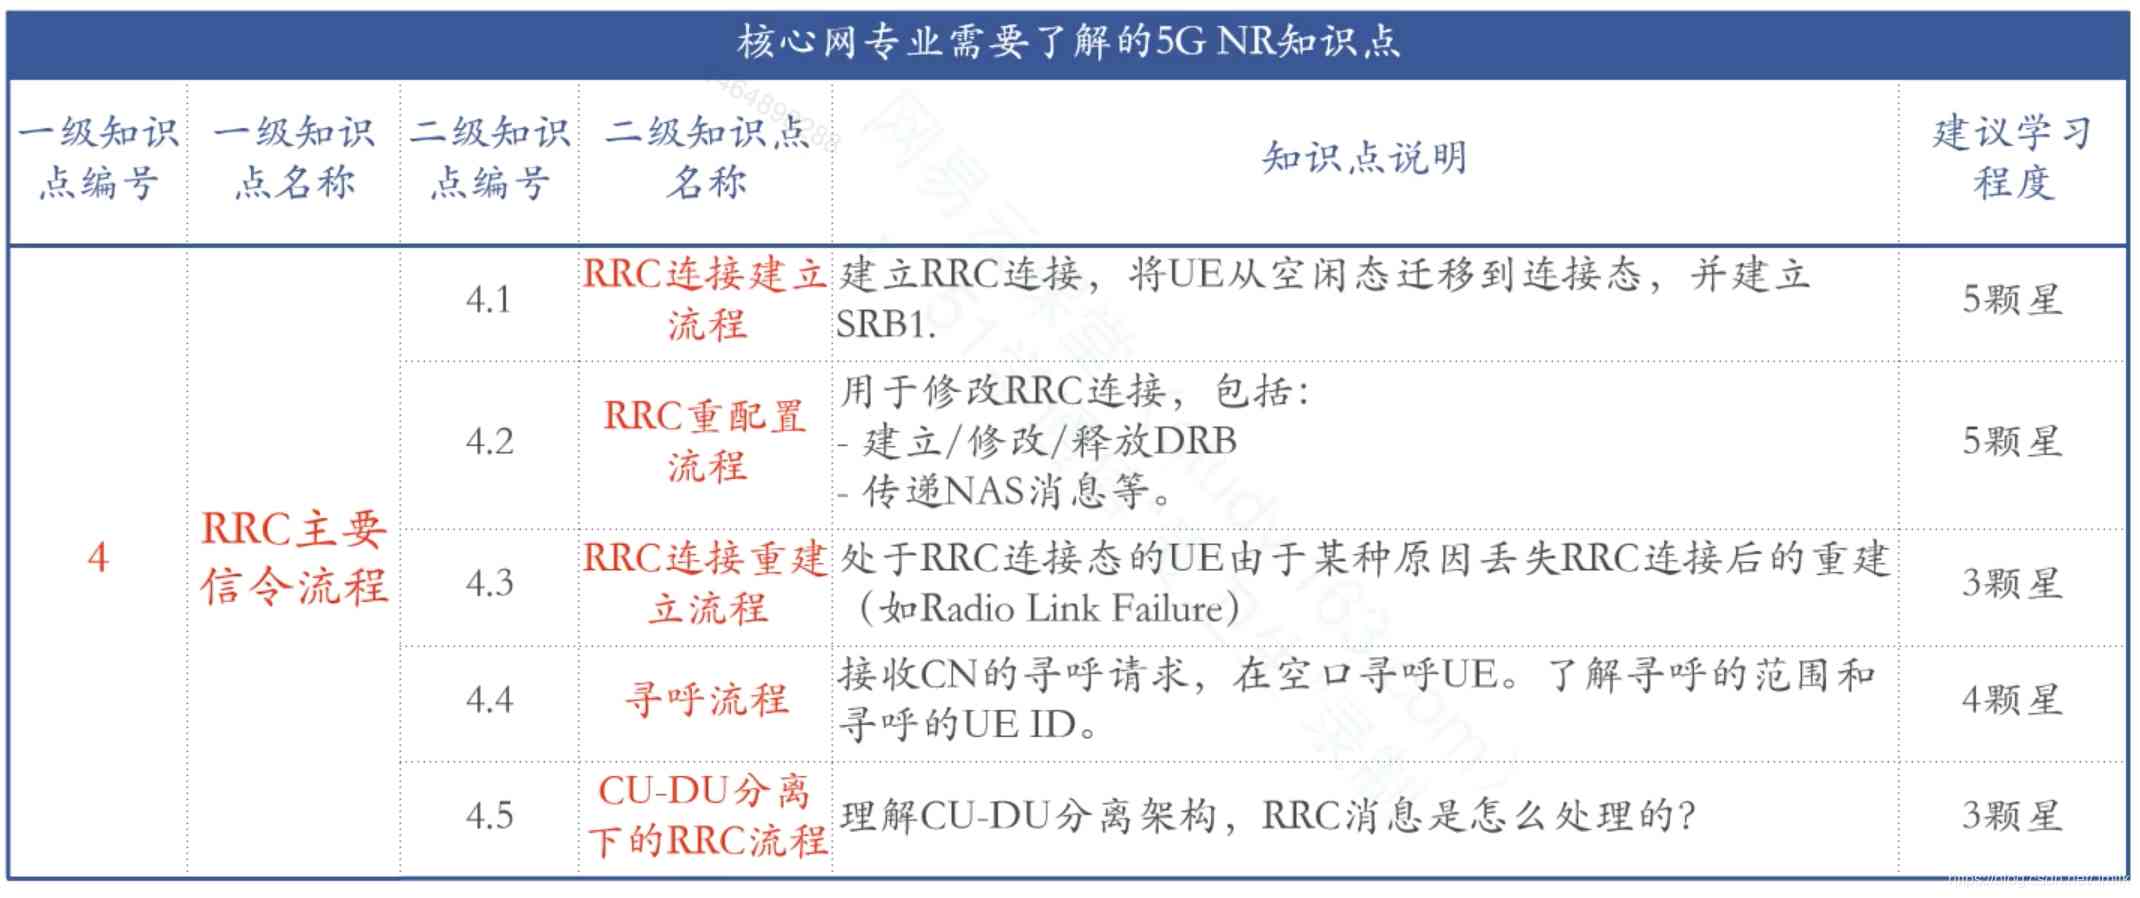 核心网专业需要了解的5G NR知识点
一级知识
点编号
一级知识
点名称
二级知识
点编号
二级知识点
名称
知识点说明
建议学习
程度
4
RRC主要
信令流程
4.1
RRC连接建立
流程
建立RRC连接，将UE从空闲态迁移到连接态，并建立
SRB1.
5颗星
4.2
RRC重配置
流程
用于修改RRC连接，包括：
- 建立/修改/释放DRB
- 传递NAS消息等。
5颗星
4.3
RRC连接重建
立流程
处于RRC连接态的UE由于某种原因丢失RRC连接后的重建
（如Radio Link Failure）
3颗星
4.4
寻呼流程
接收CN的寻呼请求，在空口寻呼UE。了解寻呼的范围和
寻呼的UE ID。
4颗星
4.5
CU-DU分离
下的RRC流程
理解CU-DU分离架构，RRC消息是怎么处理的？
3颗星